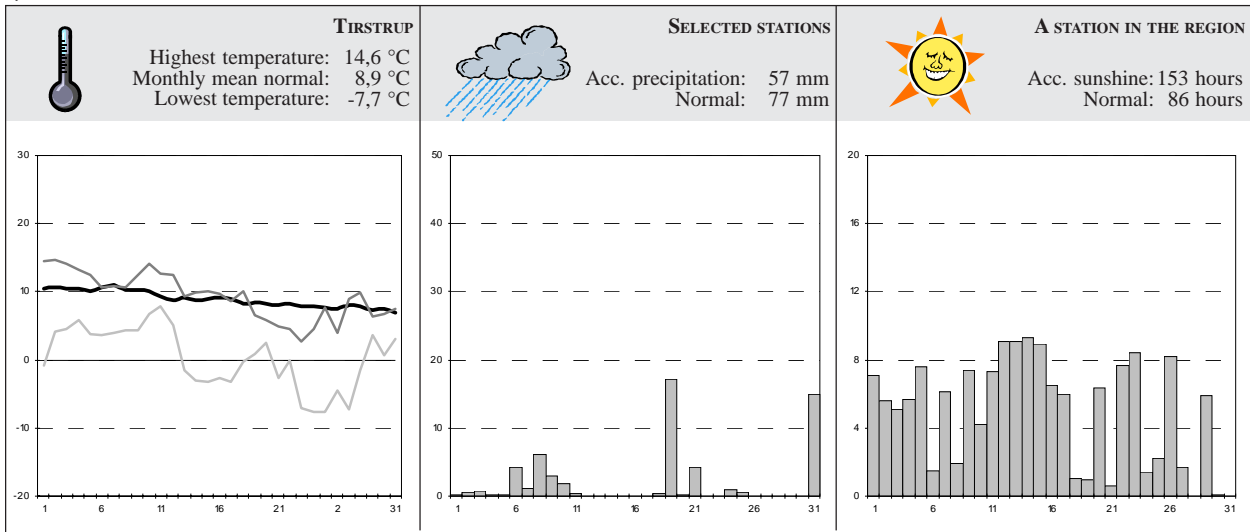 TIRSTRUP
Highest temperature: 14,6 °C
Monthly mean normal: 8,9 °C
Lowest temperature: -7,7 °C
SELECTED STATIONS
Acc. precipitation: 57 mm
Normal: 77 mm
A STATION IN THE REGION
Acc. sunshine: 153 hours
Normal: 86 hours
30
20
10
0
-10
-20
1 6 11 16 21 2 31
50
40
30
20
10
0
1 6 11 16 21 26 31
20
16
12
8
4
0
1 6 11 16 21 26 31